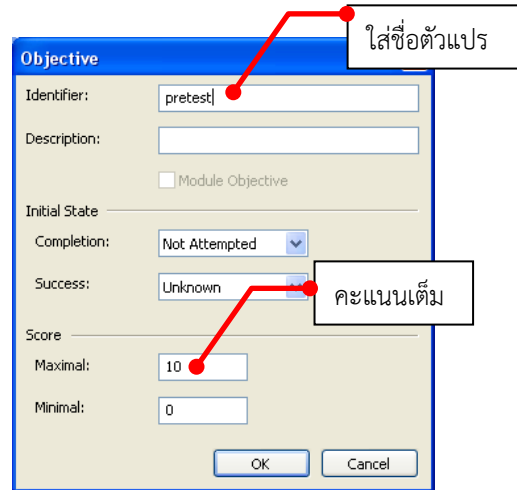 ใส่ชื่อตัวแปร
Objective
Identifier: pretest
Description:
Module Objective
Initial State
Completion: Not Attempted
Success: Unknown
คะแนนเต็ม
Score
Maximal: 10
Minimal: 0
OK Cancel